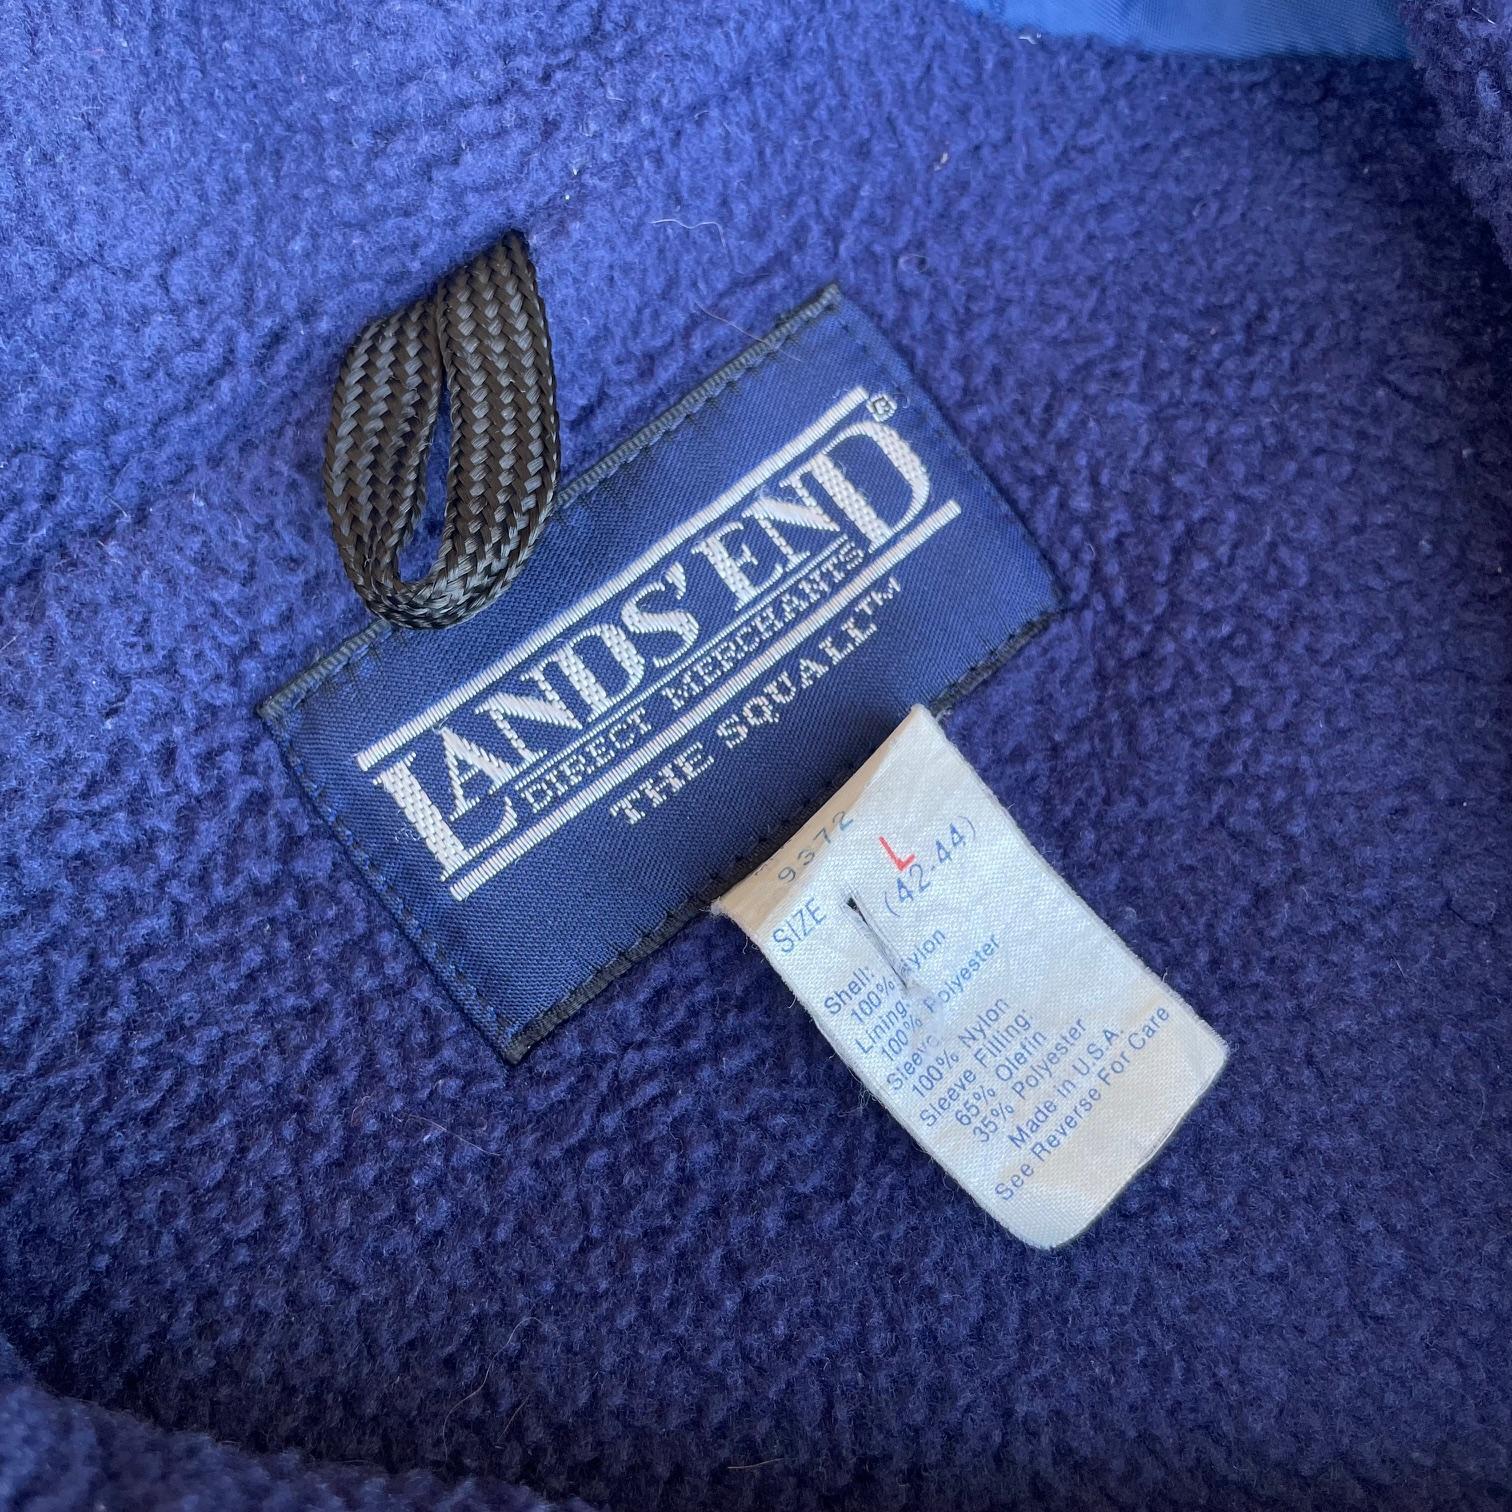 LANDS' END®
DIRECT MERCHANTS
THE SQUALL™
9372
L
SIZE (42-44)
Shell:
100% Nylon
Lining:
100% Polyester
Sleeve
100% Nylon
Sleeve Filling:
65% Olefin
35% Polyester
Made in U.S.A.
See Reverse For Care